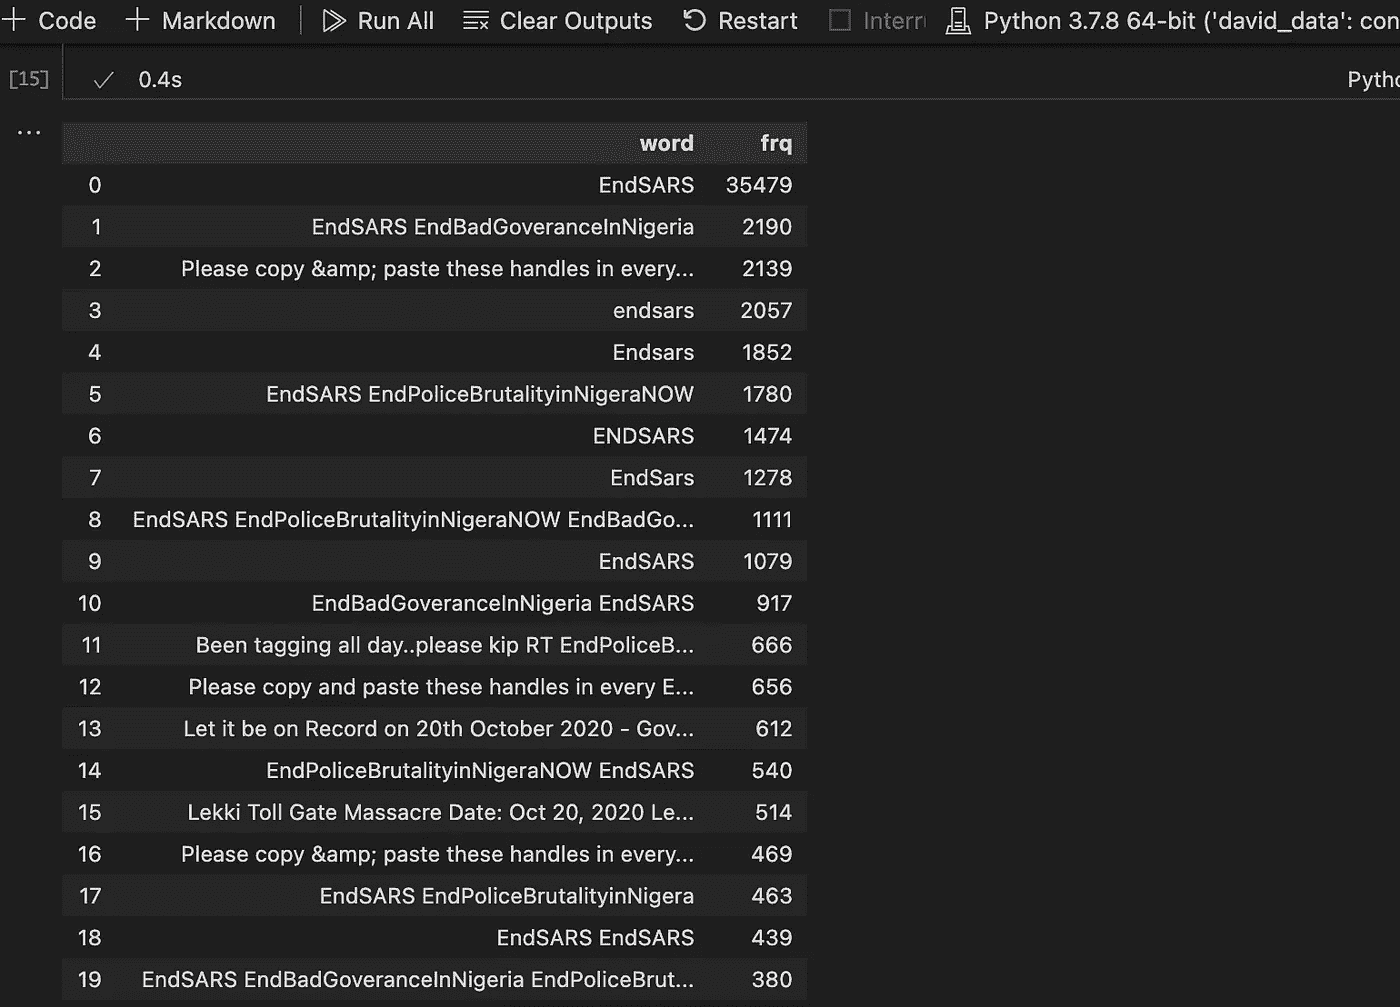 + Code + Markdown Run All Clear Outputs Restart Interr Python 3.7.8 64-bit ('david_data': con
[15] 0.4s Pytho
... word frq
0 EndSARS 35479
1 EndSARS EndBadGoveranceInNigeria 2190
2 Please copy &amp; paste these handles in every... 2139
3 endsars 2057
4 Endsars 1852
5 EndSARS EndPoliceBrutalityinNigeraNOW 1780
6 ENDSARS 1474
7 EndSars 1278
8 EndSARS EndPoliceBrutalityinNigeraNOW EndBadGo... 1111
9 EndSARS 1079
10 EndBadGoveranceInNigeria EndSARS 917
11 Been tagging all day..please kip RT EndPoliceB... 666
12 Please copy and paste these handles in every E... 656
13 Let it be on Record on 20th October 2020 - Gov... 612
14 EndPoliceBrutalityinNigeraNOW EndSARS 540
15 Lekki Toll Gate Massacre Date: Oct 20, 2020 Le... 514
16 Please copy &amp; paste these handles in every... 469
17 EndSARS EndPoliceBrutalityinNigera 463
18 EndSARS EndSARS 439
19 EndSARS EndBadGoveranceInNigeria EndPoliceBrut... 380